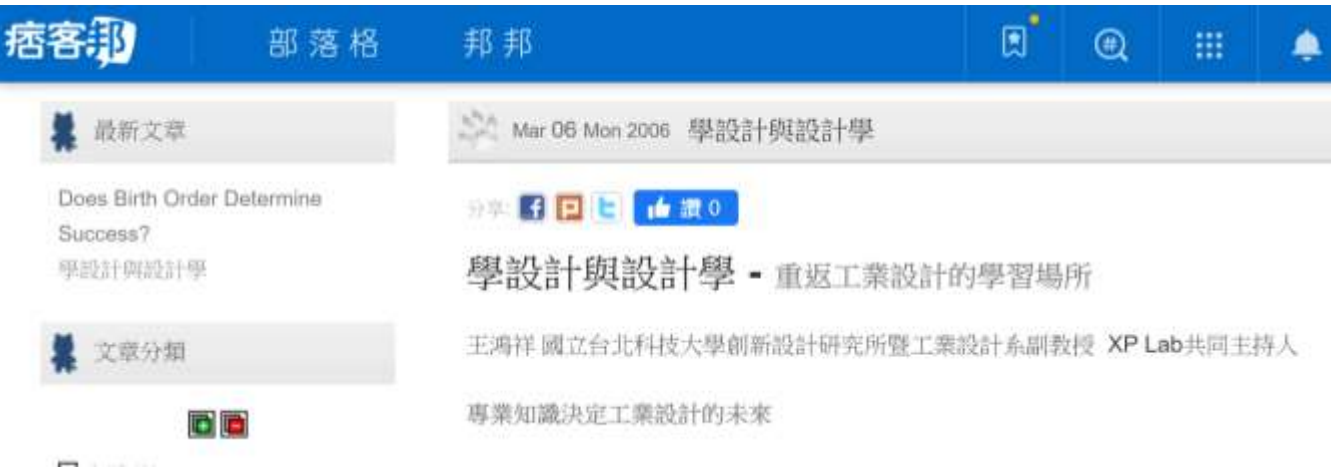 痞客邦 部落格 邦邦
最新文章
Does Birth Order Determine
Success?
學設計與設計學
文章分類
Mar 06 Mon 2006 學設計與設計學
分享: 讚 0
學設計與設計學 - 重返工業設計的學習場所
王鴻祥 國立台北科技大學創新設計研究所暨工業設計系副教授 XP Lab共同主持人
專業知識決定工業設計的未來